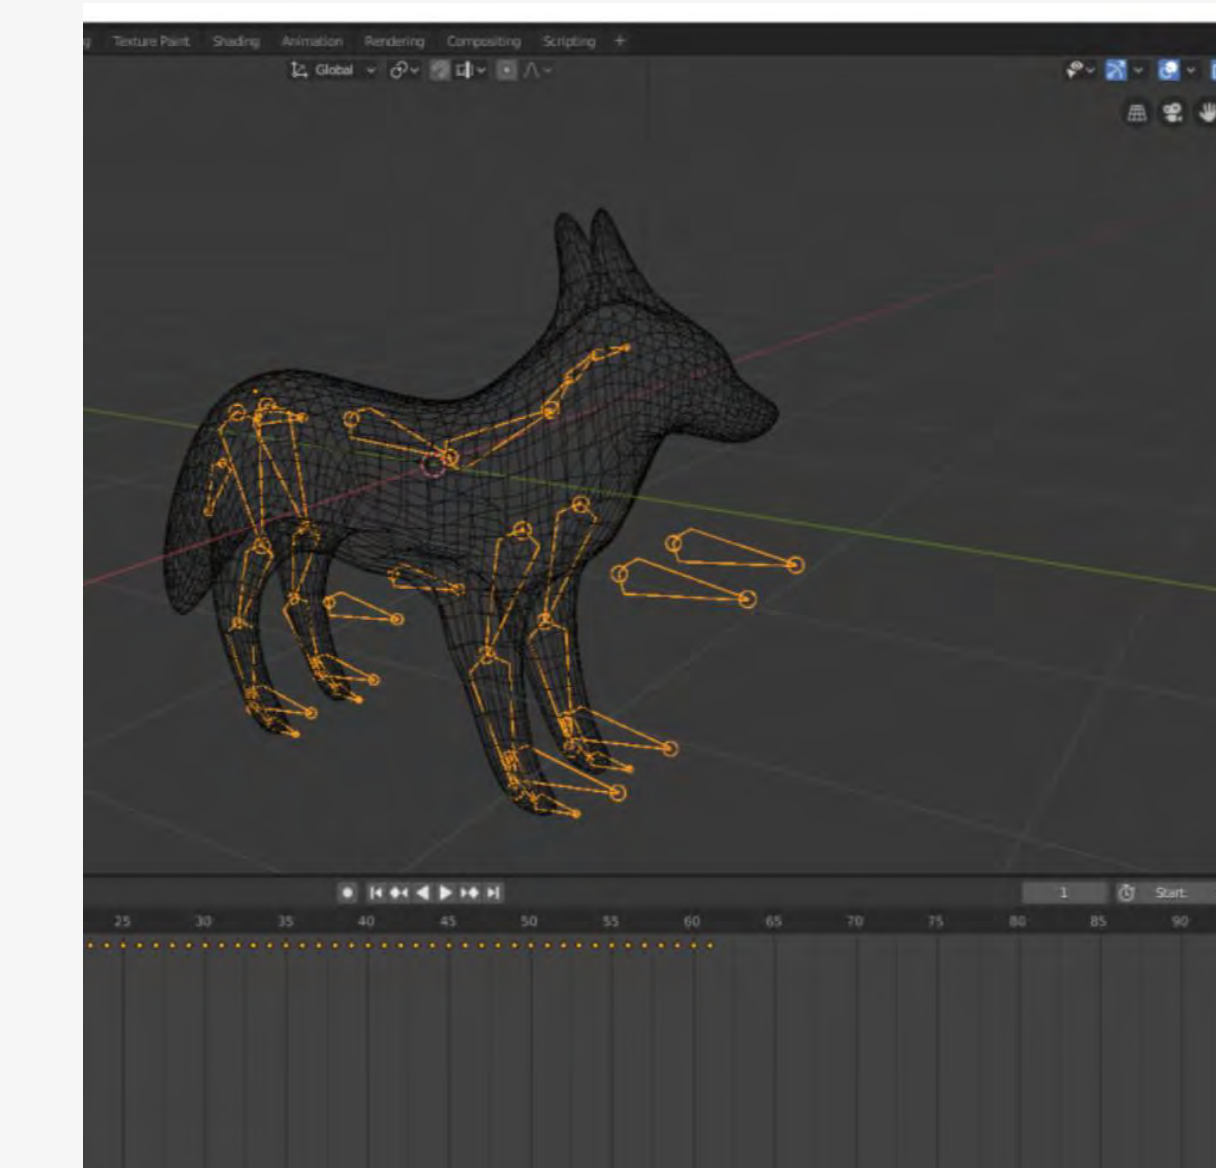 g Texture Paint Shading Animation Rendering Compositing Scripting +
Global
1 Start:
25 30 35 40 45 50 55 60 65 70 75 80 85 90